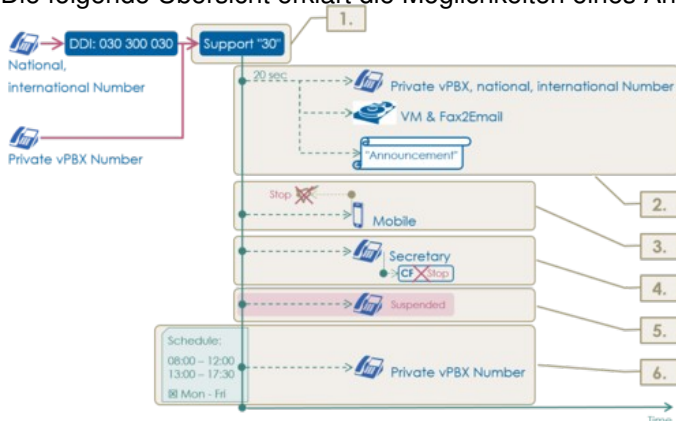 Die folgende Übersicht erklärt die Möglichkeiten eines
1.
DDI: 030 300 030
Support "30"
National,
international Number
Private vPBX Number
20 sec
Private vPBX, national, international Number
VM & Fax2Email
"Announcement"
2.
Stop
Mobile
3.
Secretary
CF Stop
4.
Suspended
5.
Schedule:
08:00 – 12:00
13:00 – 17:30
Mon - Fri
Private vPBX Number
6.
Time